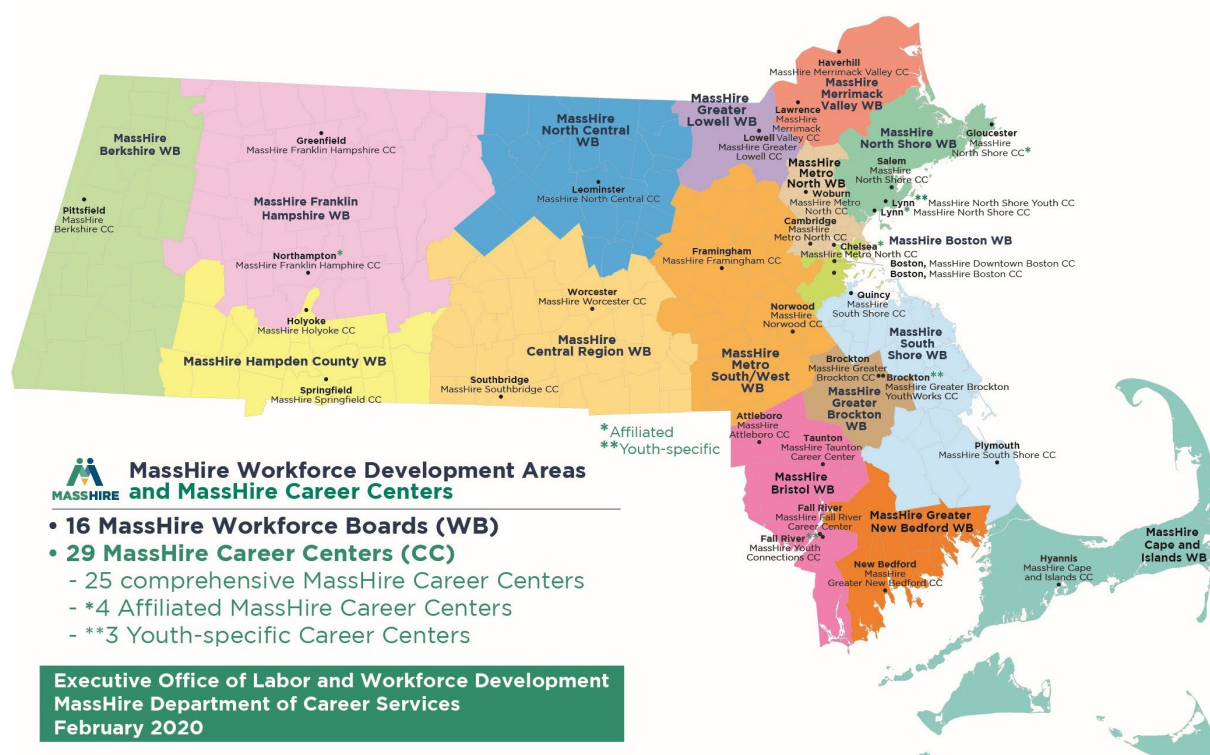 MassHire
Berkshire WB
Pittsfield
MassHire
Berkshire CC
Greenfield
MassHire Franklin Hampshire CC
MassHire Franklin
Hampshire WB
Northampton*
MassHire Franklin Hamphire CC
Holyoke
MassHire Holyoke CC
MassHire Hampden County WB
Springfield
MassHire Springfield CC
MassHire
North Central
WB
Leominster
MassHire North Central CC
Worcester
MassHire Worcester CC
MassHire
Central Region WB
Southbridge
MassHire Southbridge CC
MassHire
Greater
Lowell WB
Lowell
MassHire Greater
Lowell CC
Haverhill
MassHire Merrimack Valley CC
MassHire
Merrimack
Valley WB
Lawrence
MassHire
Merrimack
Valley CC
MassHire
North Shore WB
Gloucester
MassHire
North Shore CC*
Salem
MassHire
North Shore CC
Lynn** MassHire North Shore Youth CC
Lynn* MassHire North Shore CC
MassHire
Metro
North WB
Woburn
MassHire Metro
North CC
Cambridge
MassHire
Metro North CC
Chelsea*
MassHire Metro North CC
MassHire Boston WB
Boston, MassHire Downtown Boston CC
Boston, MassHire Boston CC
Framingham
MassHire Framingham CC
Norwood
MassHire
Norwood CC
MassHire
Metro
South/West
WB
Quincy
MassHire
South Shore CC
MassHire
South
Shore WB
Brockton
MassHire Greater
Brockton CC
Brockton**
MassHire Greater Brockton
YouthWorks CC
MassHire
Greater
Brockton
WB
Plymouth
MassHire South Shore CC
Attleboro
MassHire
Attleboro CC
Taunton
MassHire Taunton
Career Center
MassHire
Bristol WB
Fall River
MassHire Fall River
Career Center
Fall River**
MassHire Youth
Connections CC
MassHire Greater
New Bedford WB
New Bedford
MassHire
Greater New Bedford CC
MassHire
Cape and
Islands WB
Hyannis
MassHire Cape
and Islands CC
*Affiliated
**Youth-specific
MASSHIRE
MassHire Workforce Development Areas
and MassHire Career Centers
• 16 MassHire Workforce Boards (WB)
• 29 MassHire Career Centers (CC)
- 25 comprehensive MassHire Career Centers
- *4 Affiliated MassHire Career Centers
- **3 Youth-specific Career Centers
Executive Office of Labor and Workforce Development
MassHire Department of Career Services
February 2020